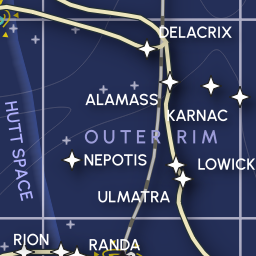 DELACRIX
ALAMASS
KARNAC
OUTER RIM
HUTT SPACE
NEPOTIS
LOWICK
ULMATRA
RION
RANDA